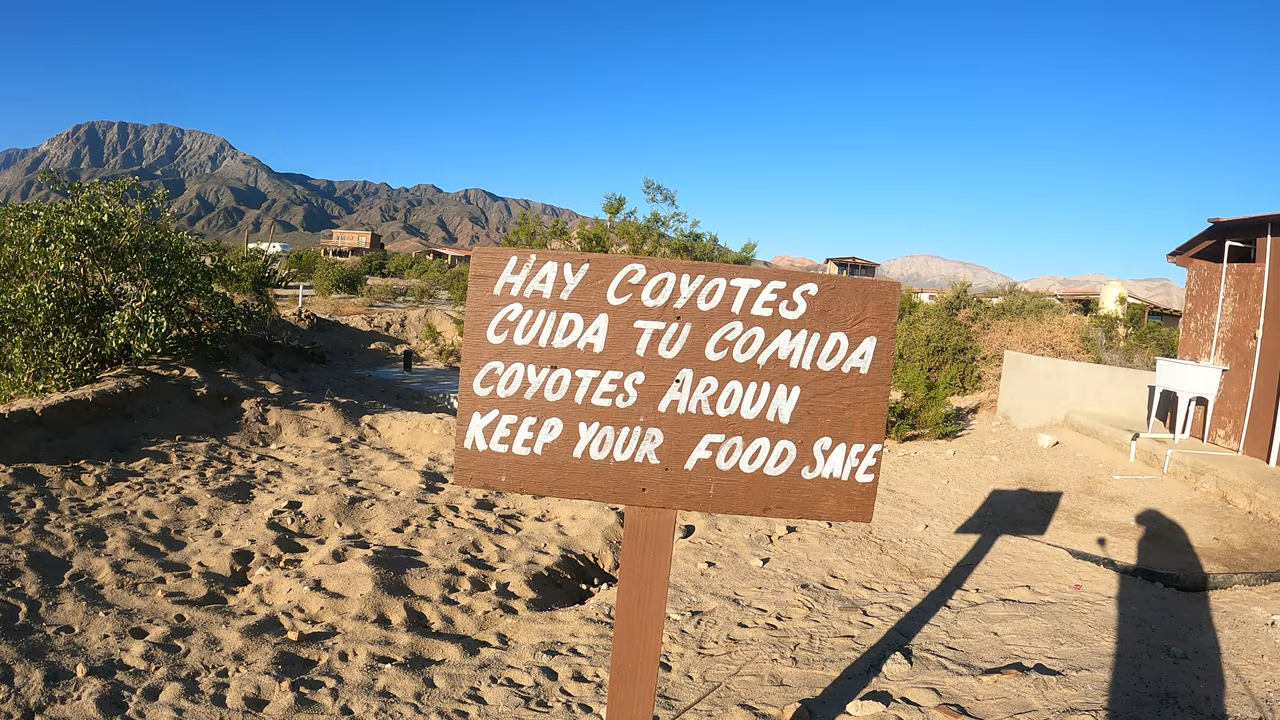 HAY COYOTES
CUIDA TU COMIDA
COYOTES AROUN
KEEP YOUR FOOD SAFE